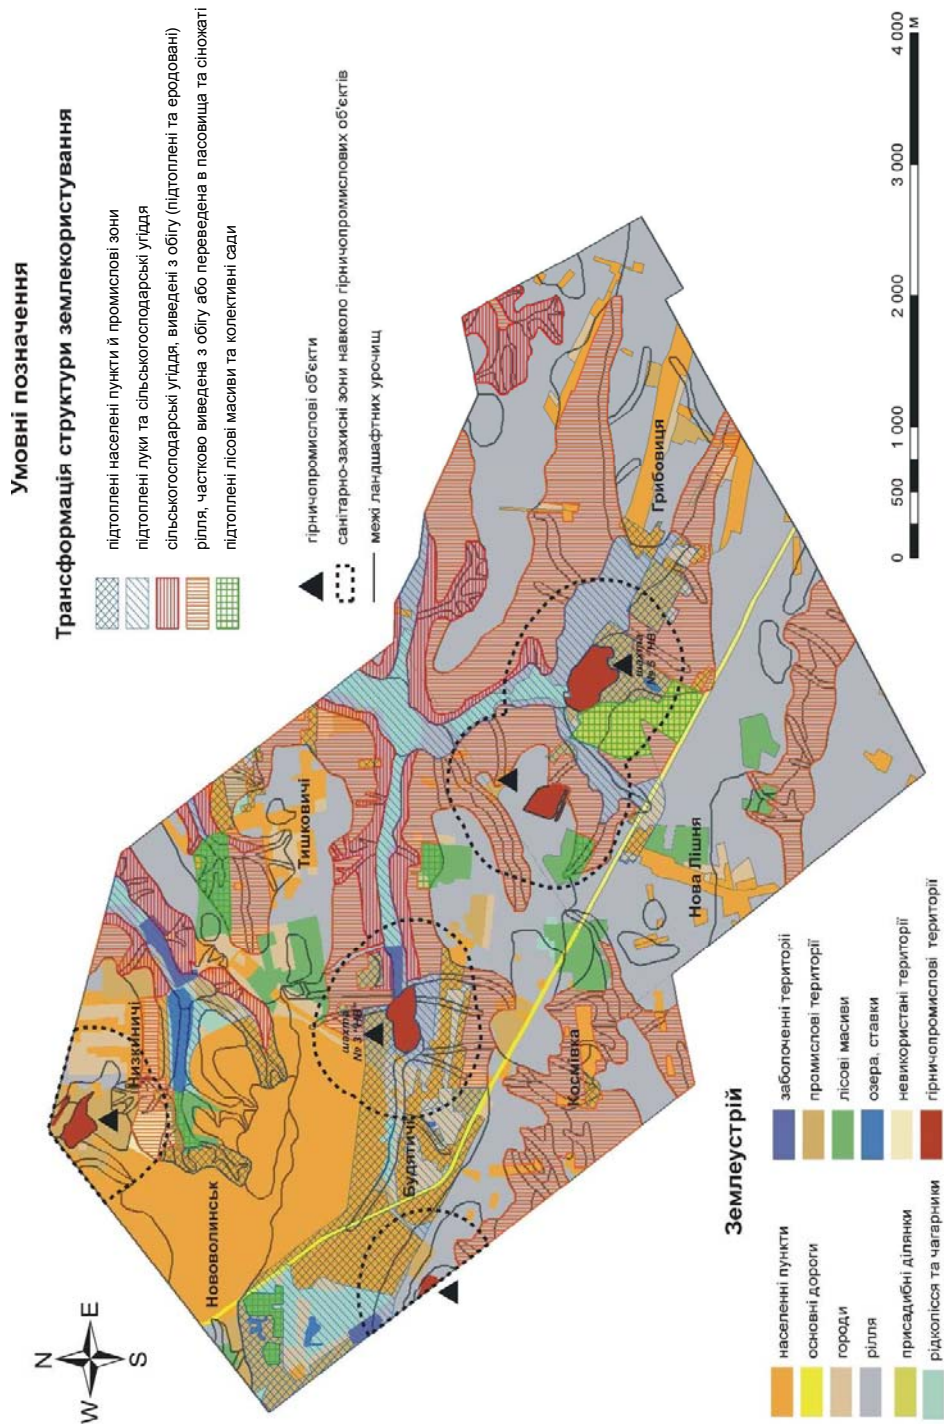 Умовні позначення
Трансформація структури землекористування
підтоплені населені пункти й промислові зони
підтоплені луки та сільськогосподарські угіддя
сільськогосподарські угіддя, виведені з обігу (підтоплені та еродовані)
рілля, частково виведена з обігу або переведена в пасовища та сіножаті
підтоплені лісові масиви та колективні сади
гірничопромислові об'єкти
санітарно-захисні зони навколо гірничопромислових об'єктів
межі ландшафтних урочищ
N
W
E
S
Нововолинськ
Низкиничі
Тишковичі
шахта
№ 3 "НВ"
Будятичі
Космівка
шахта
№ 5 "НВ"
Грибовиця
Нова Лішня
0
500
1 000
2 000
3 000
4 000
м
Землеустрій
населенні пункти
основні дороги
городи
рілля
присадибні ділянки
рідколісся та чагарники
заболоченні території
промислові території
лісові масиви
озера, ставки
невикористані території
гірничопромислові території